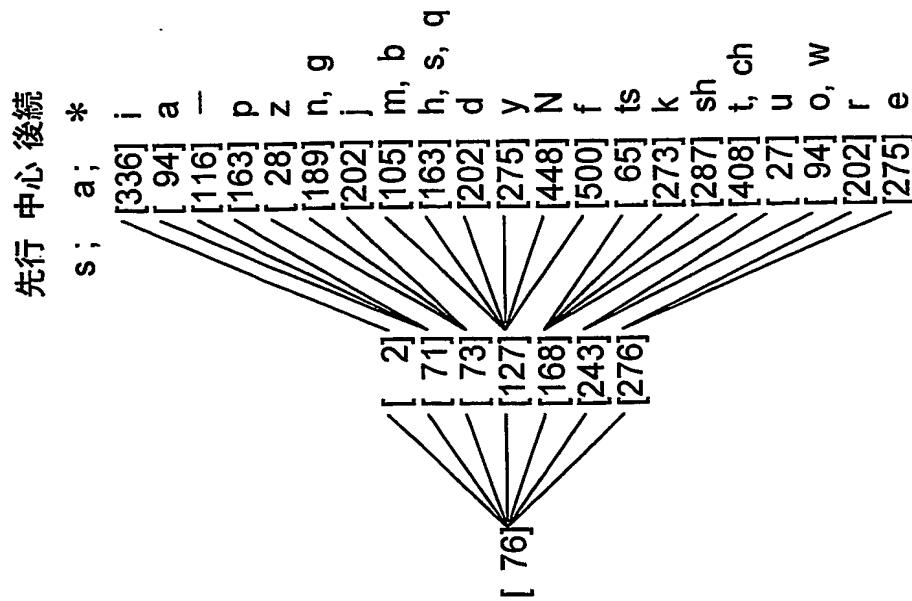 先行 中心 後続
s; a; *
[ 76]
[ 2]
[ 71]
[ 73]
[127]
[168]
[243]
[276]
[336] i
[ 94] a
[116] —
[163] p
[ 28] z
[189] n, g
[202] j
[105] m, b
[163] h, s, q
[202] d
[275] y
[448] N
[500] f
[ 65] ts
[273] k
[287] sh
[408] t, ch
[ 27] u
[ 94] o, w
[202] r
[275] e